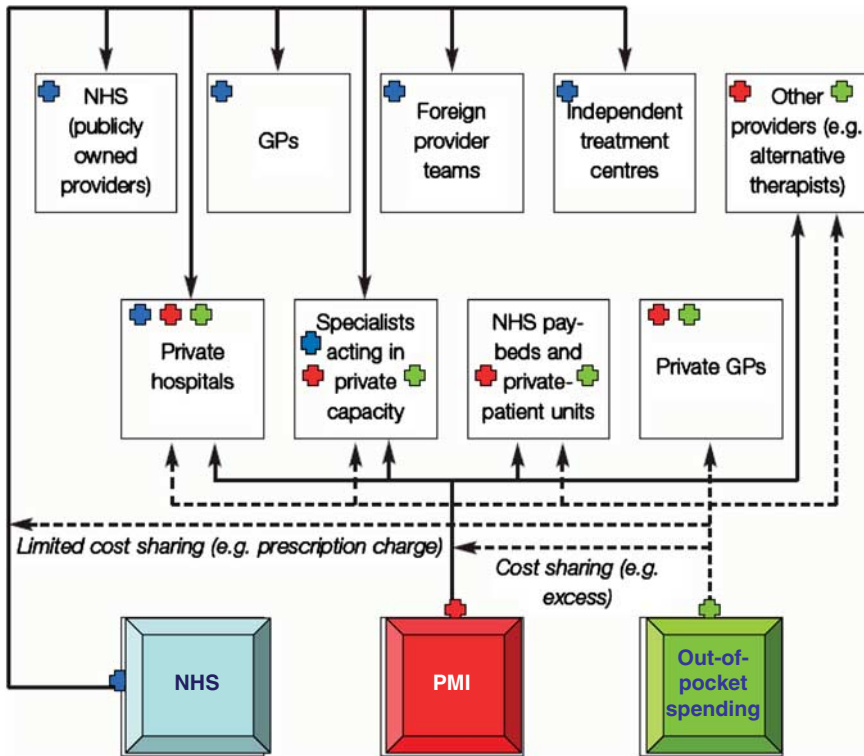 NHS
(publicly
owned
providers)
GPs
Foreign
provider
teams
Independent
treatment
centres
Other
providers (e.g.
alternative
therapists)
Private
hospitals
Specialists
acting in
private
capacity
NHS pay-
beds and
private-
patient units
Private GPs
Limited cost sharing (e.g. prescription charge)
Cost sharing (e.g.
excess)
NHS
PMI
Out-of-
pocket
spending